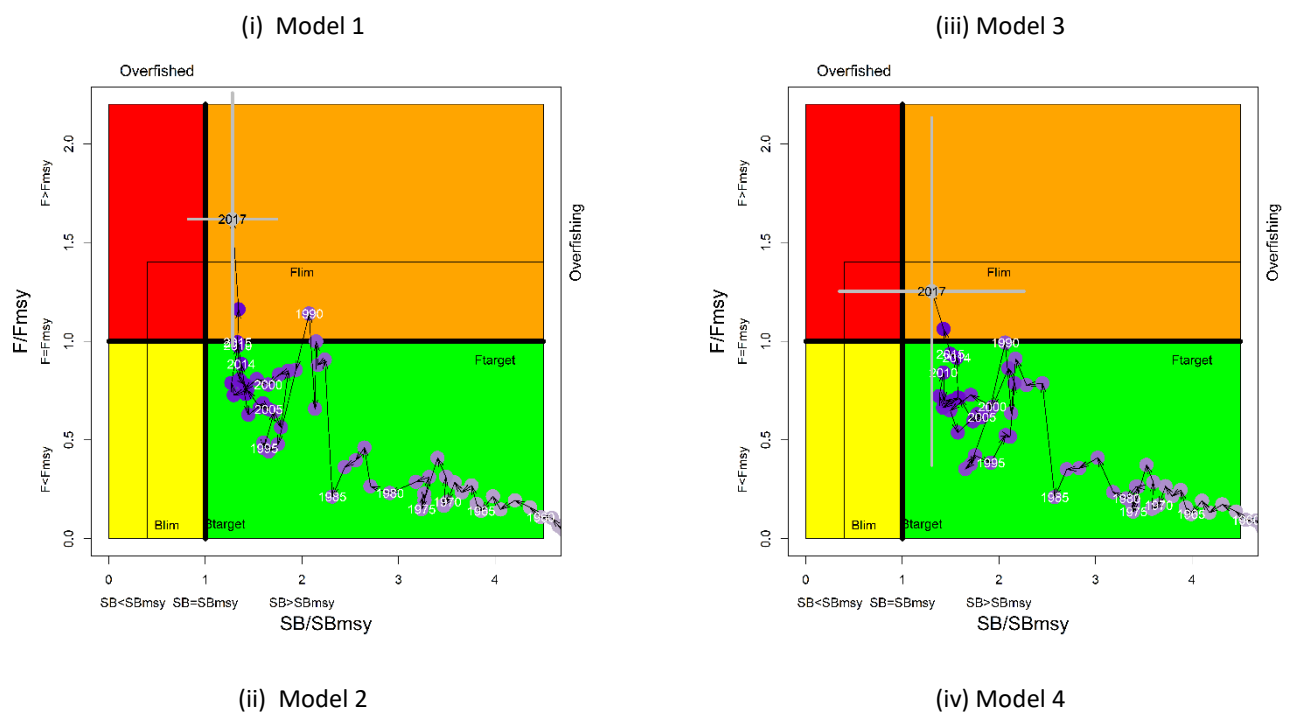 (i) Model 1
Overfished
2.0
1.5
1.0
0.5
0.0
F>Fmsy
F=Fmsy
F<Fmsy
F/Fmsy
2017
Flim
1990
2015
2014
2000
2005
1995
1985
1980
1975
1970
1965
1960
Ftarget
Blim
Btarget
Overfishing
0 1 2 3 4
SB<SBmsy SB=SBmsy SB>SBmsy
SB/SBmsy
(iii) Model 3
Overfished
2.0
1.5
1.0
0.5
0.0
F>Fmsy
F=Fmsy
F<Fmsy
F/Fmsy
2017
Flim
1990
2014
2010
2000
2005
1995
1985
1980
1975
1970
1965
1960
Ftarget
Blim
Btarget
Overfishing
0 1 2 3 4
SB<SBmsy SB=SBmsy SB>SBmsy
SB/SBmsy
(ii) Model 2
(iv) Model 4